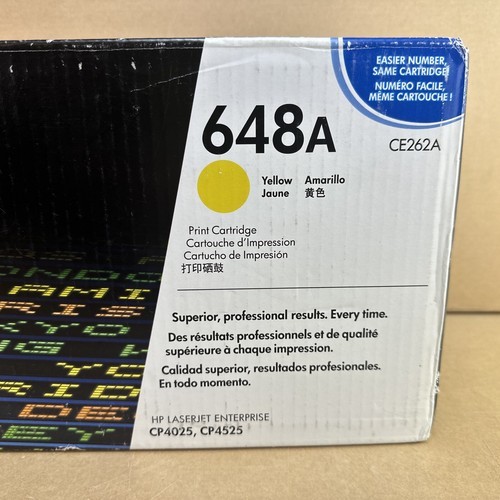 EASIER NUMBER,
SAME CARTRIDGE!
NUMÉRO FACILE,
MÊME CARTOUCHE!
648A
CE262A
Yellow Amarillo
Jaune 黄色
Print Cartridge
Cartouche d'Impression
Cartucho de Impresión
打印硒鼓
Superior, professional results. Every time.
Des résultats professionnels et de qualité
supérieure à chaque impression.
Calidad superior, resultados profesionales.
En todo momento.
HP LASERJET ENTERPRISE
CP4025, CP4525